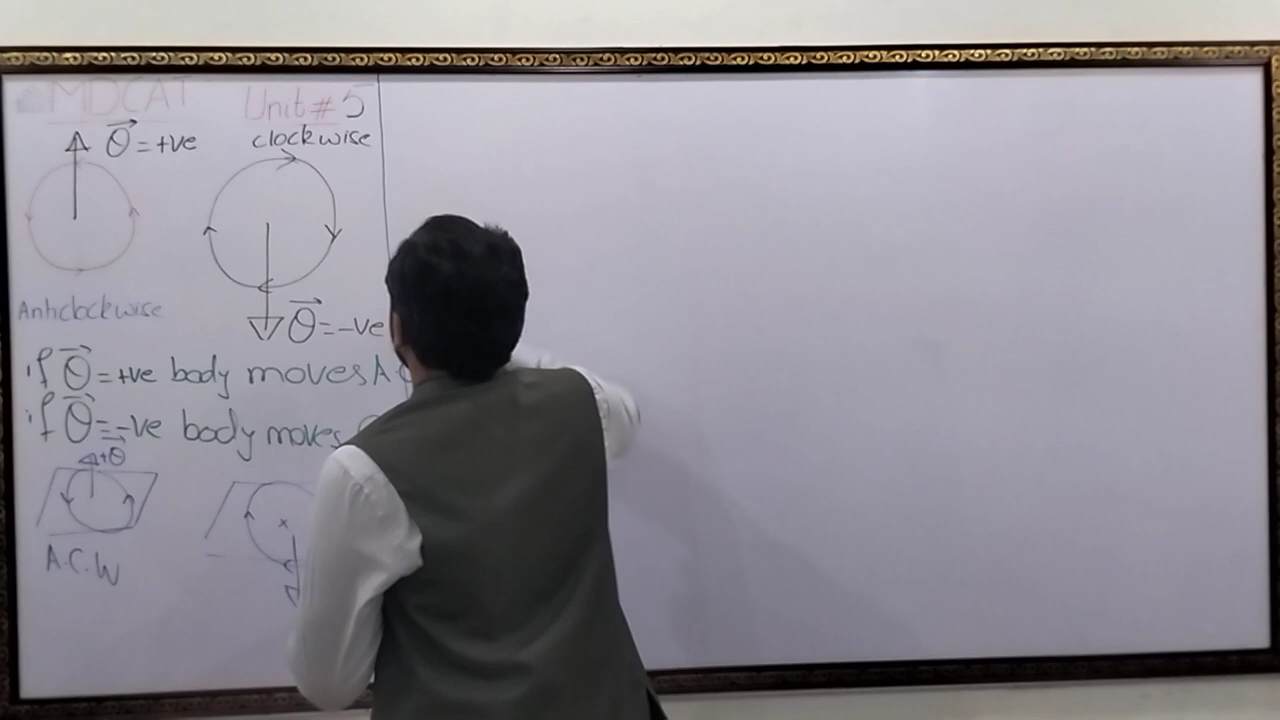 MDCAT Unit # 5
θ⃗ = +ve clockwise
Anticlockwise
θ⃗ = -ve
if θ⃗ = +ve body moves A
if θ⃗ = -ve body moves
+θ⃗
x
A.C.W